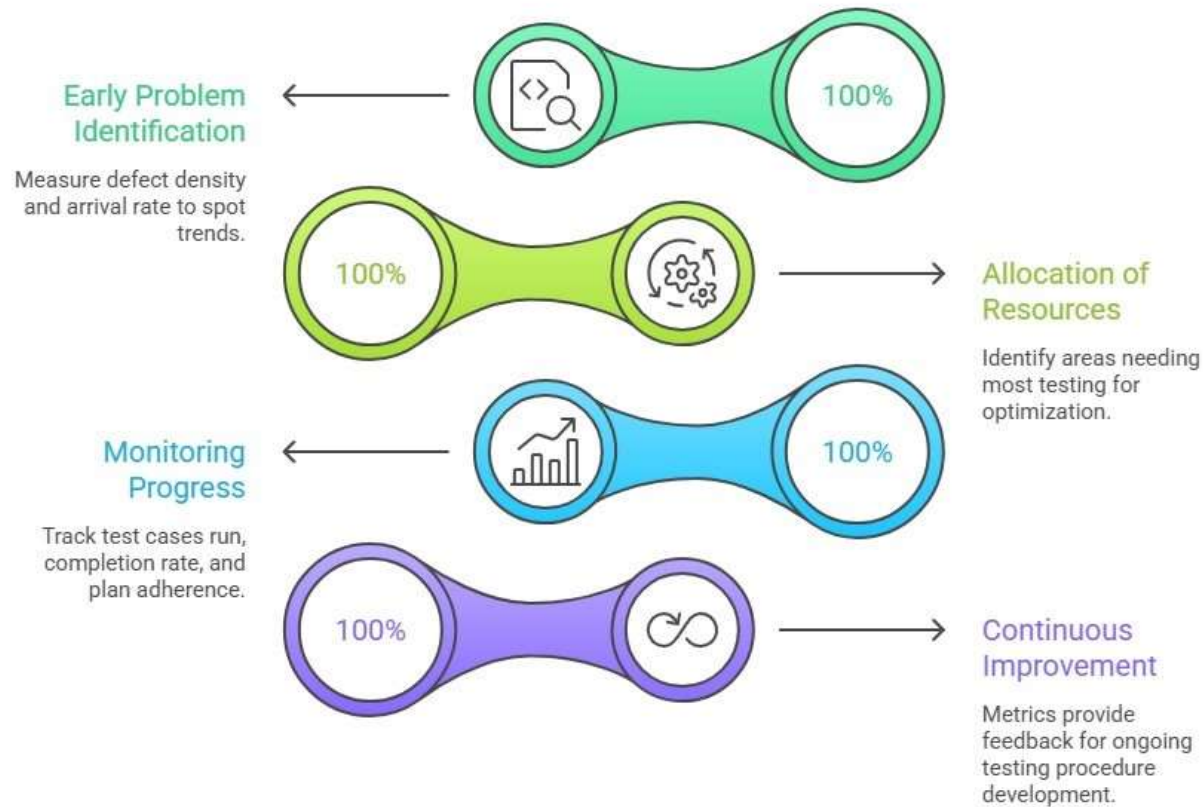 100%
Early Problem
Identification
Measure defect density
and arrival rate to spot
trends.
100%
Allocation of
Resources
Identify areas needing
most testing for
optimization.
100%
Monitoring
Progress
Track test cases run,
completion rate, and
plan adherence.
100%
Continuous
Improvement
Metrics provide
feedback for ongoing
testing procedure
development.